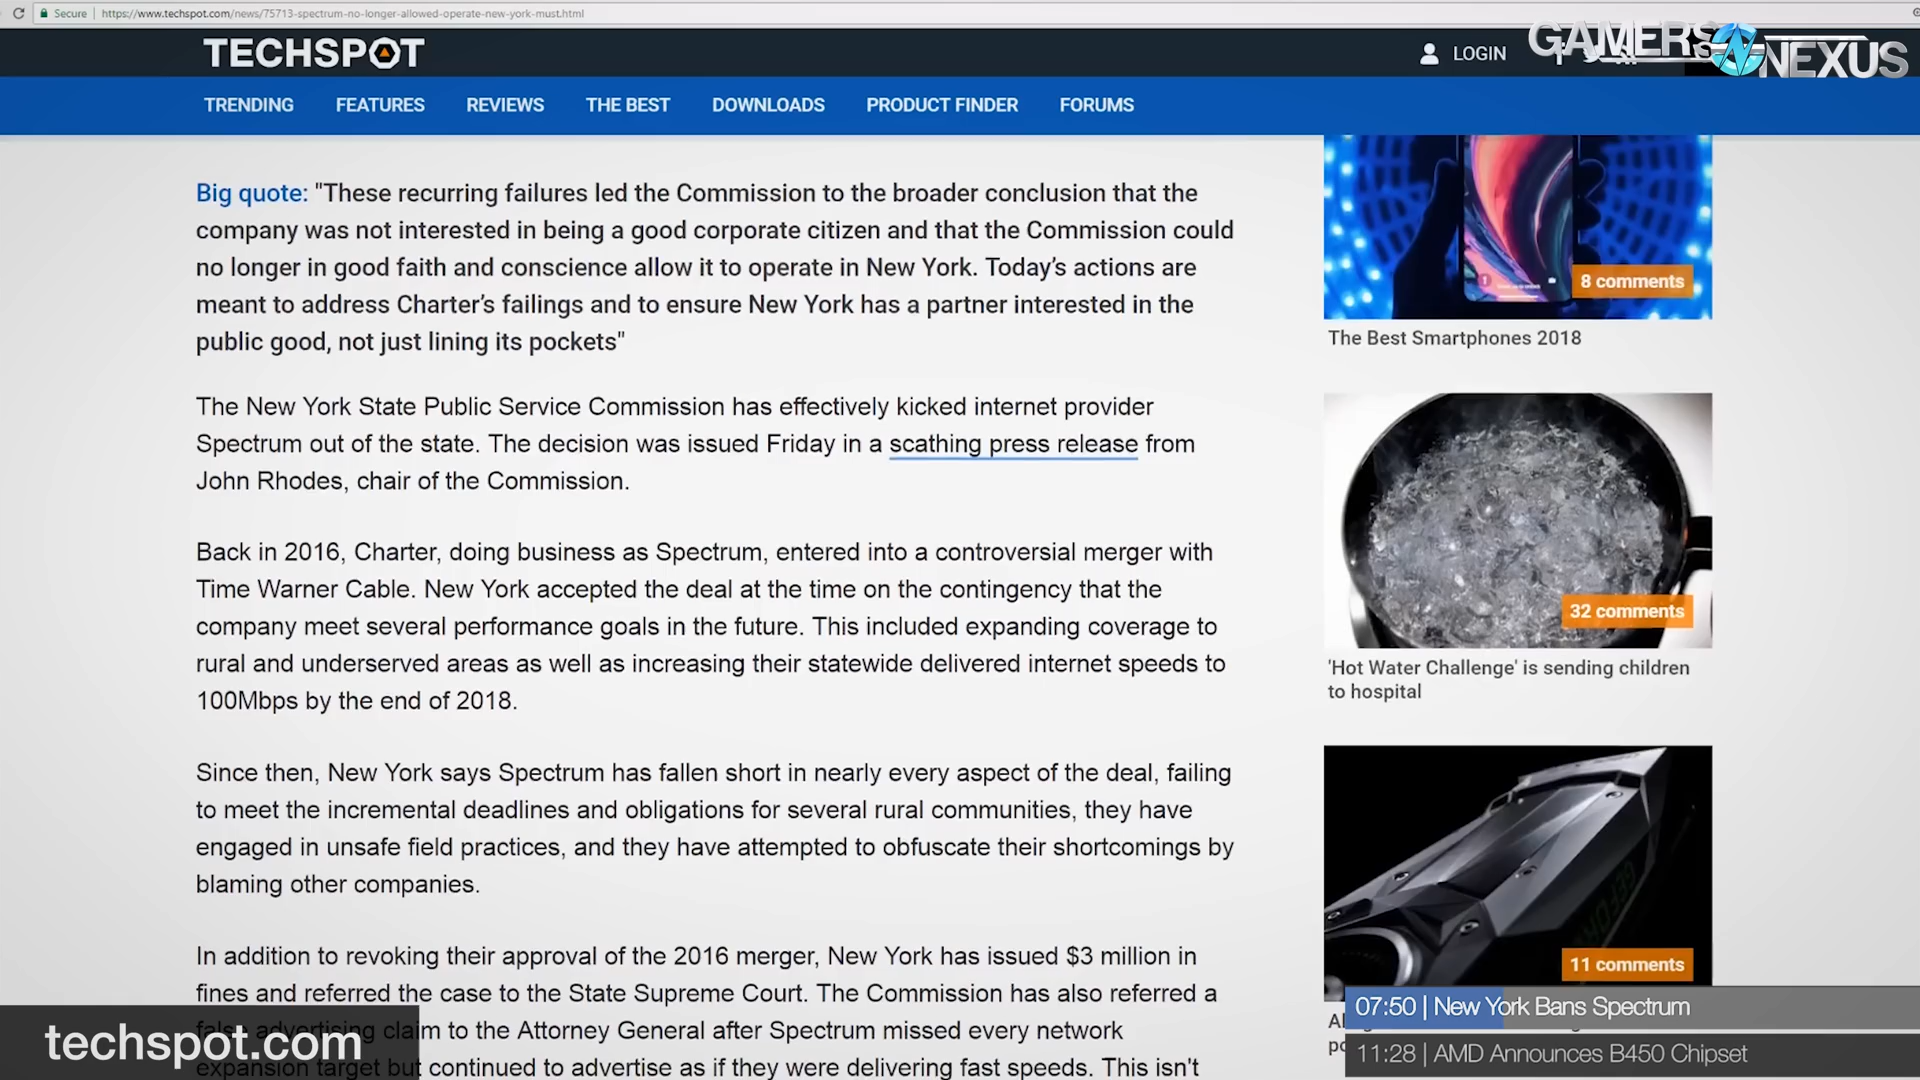 Secure | https://www.techspot.com/news/75713-spectrum-no-longer-allowed-operate-new-york-must.html
TECHSPOT
LOGIN
GAMERS NEXUS
TRENDING FEATURES REVIEWS THE BEST DOWNLOADS PRODUCT FINDER FORUMS
Big quote: "These recurring failures led the Commission to the broader conclusion that the
company was not interested in being a good corporate citizen and that the Commission could
no longer in good faith and conscience allow it to operate in New York. Today's actions are
meant to address Charter's failings and to ensure New York has a partner interested in the
public good, not just lining its pockets"
The New York State Public Service Commission has effectively kicked internet provider
Spectrum out of the state. The decision was issued Friday in a scathing press release from
John Rhodes, chair of the Commission.
Back in 2016, Charter, doing business as Spectrum, entered into a controversial merger with
Time Warner Cable. New York accepted the deal at the time on the contingency that the
company meet several performance goals in the future. This included expanding coverage to
rural and underserved areas as well as increasing their statewide delivered internet speeds to
100Mbps by the end of 2018.
Since then, New York says Spectrum has fallen short in nearly every aspect of the deal, failing
to meet the incremental deadlines and obligations for several rural communities, they have
engaged in unsafe field practices, and they have attempted to obfuscate their shortcomings by
blaming other companies.
In addition to revoking their approval of the 2016 merger, New York has issued $3 million in
fines and referred the case to the State Supreme Court. The Commission has also referred a
false advertising claim to the Attorney General after Spectrum missed every network
expansion target but continued to advertise as if they were delivering fast speeds. This isn't
8 comments
The Best Smartphones 2018
32 comments
'Hot Water Challenge' is sending children
to hospital
GEFORCE
11 comments
07:50 | New York Bans Spectrum
11:28 | AMD Announces B450 Chipset
techspot.com